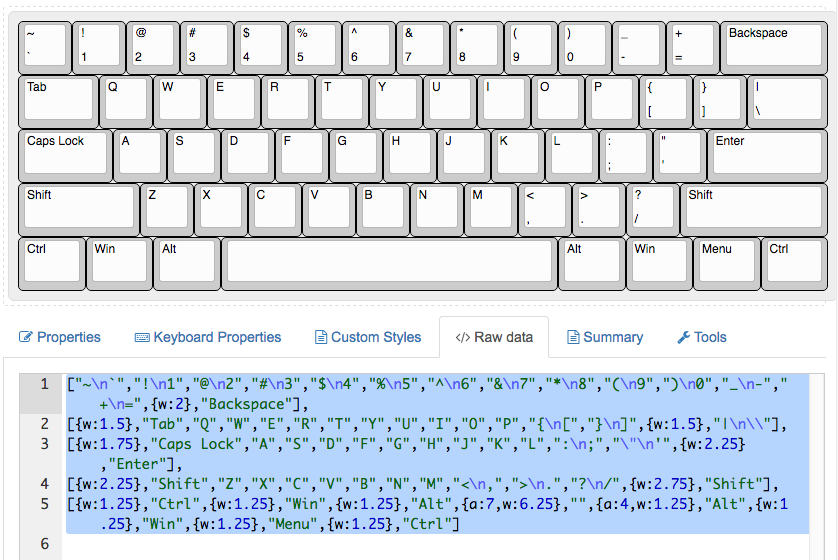 ~ ! @ # $ % ^ & * ( ) _ + Backspace
` 1 2 3 4 5 6 7 8 9 0 - =
Tab Q W E R T Y U I O P { } |
[ ] \
Caps Lock A S D F G H J K L : " Enter
; '
Shift Z X C V B N M < > ? Shift
, . /
Ctrl Win Alt Alt Win Menu Ctrl
Properties Keyboard Properties Custom Styles </> Raw data Summary Tools
1 ["~\n`","!\n1","@\n2","#\n3","$\n4","%\n5","^\n6","&\n7","*\n8","(\n9",")\n0","_\n-","
+\n=",{w:2},"Backspace"],
2 [{w:1.5},"Tab","Q","W","E","R","T","Y","U","I","O","P","{\n[","}\n]",{w:1.5},"|\n\\"],
3 [{w:1.75},"Caps Lock","A","S","D","F","G","H","J","K","L",":\n;","\"\n'",{w:2.25}
,"Enter"],
4 [{w:2.25},"Shift","Z","X","C","V","B","N","M","<\n,",">\n.","?\n/",{w:2.75},"Shift"],
5 [{w:1.25},"Ctrl",{w:1.25},"Win",{w:1.25},"Alt",{a:7,w:6.25},"",{a:4,w:1.25},"Alt",{w:1
.25},"Win",{w:1.25},"Menu",{w:1.25},"Ctrl"]
6